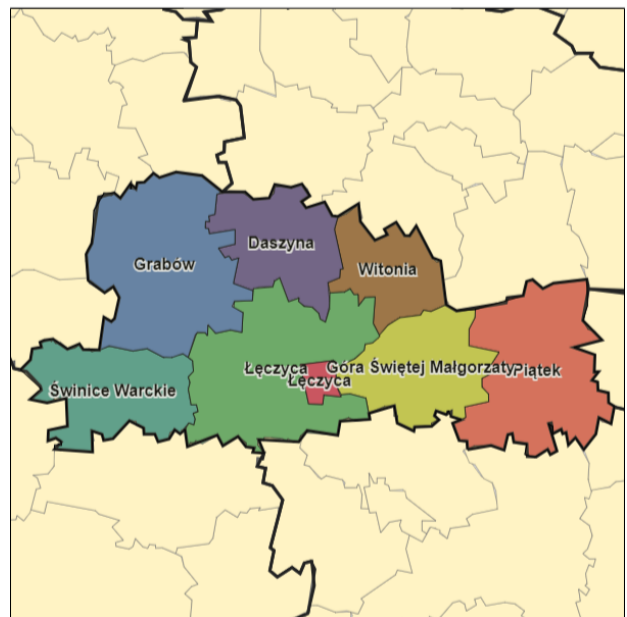 Daszyna
Grabów
Witonia
Łęczyca
Góra Świętej Małgorzaty
Piątek
Łęczyca
Świnice Warckie